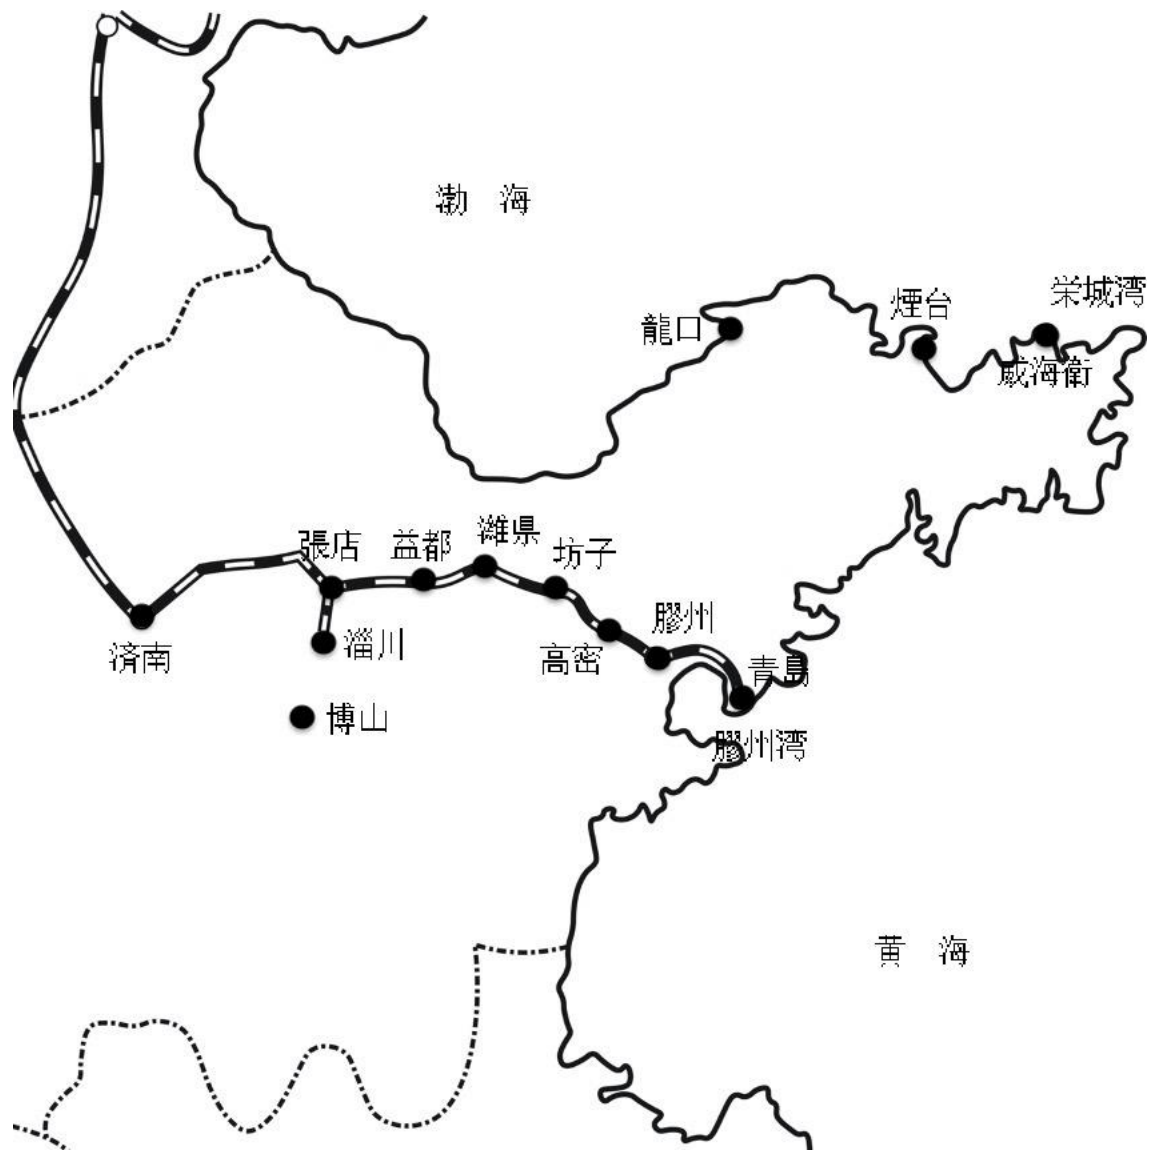 渤　海
栄城湾
煙台
龍口
威海衛
濰県
張店
益都
坊子
膠州
淄川
済南
高密
青島
博山
膠州湾
黄　海